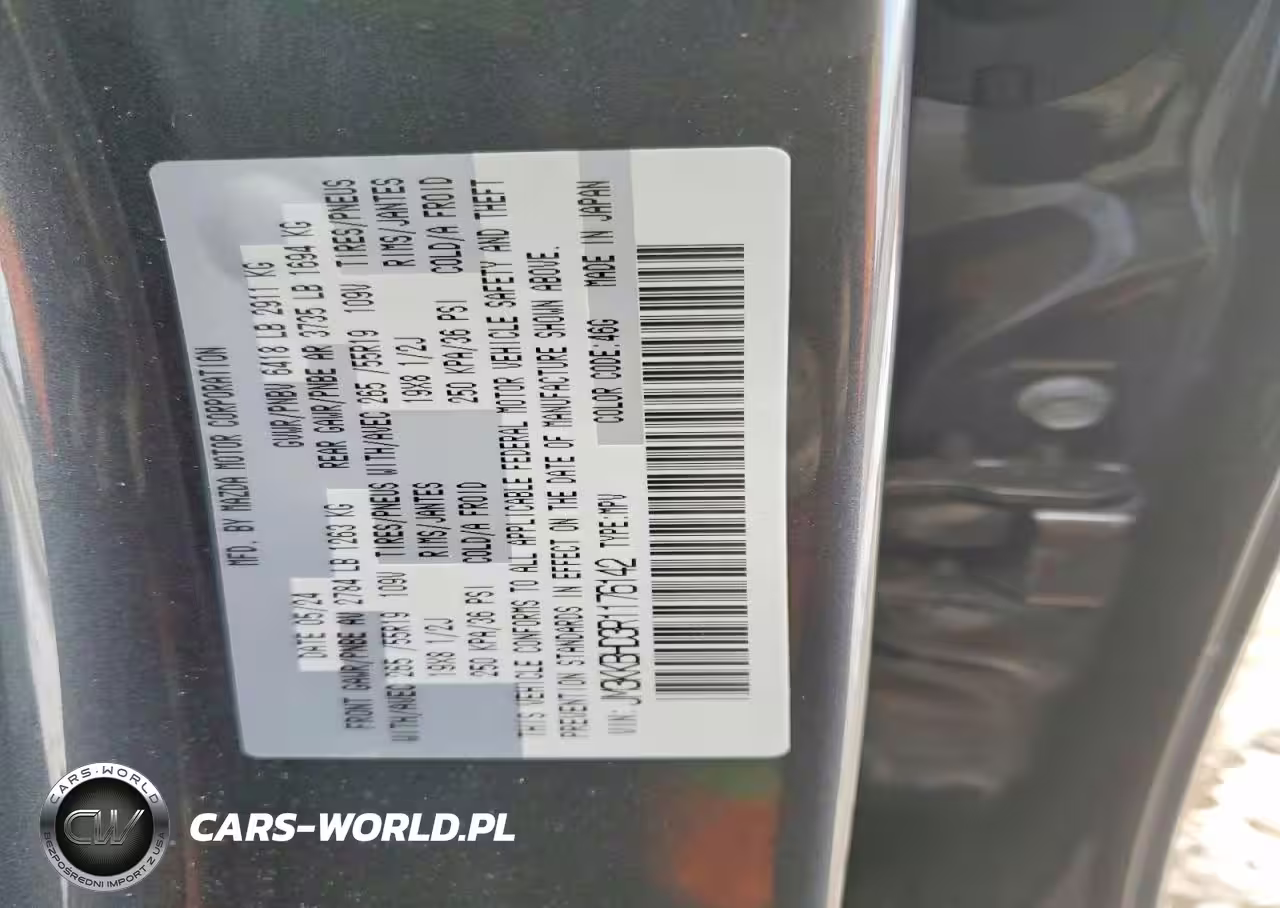 MFD. BY MAZDA MOTOR CORPORATION
DATE 05/24 GVWR/PNBV 6418 LB 2911 KG
FRONT GAWR/PNBE AV 2784 LB 1263 KG REAR GAWR/PNBE AR 3735 LB 1694 KG
WITH/AVEC 265 /55R19 109V TIRES/PNEUS WITH/AVEC 265 /55R19 109V TIRES/PNEUS
19X8 1/2J RIMS/JANTES 19X8 1/2J RIMS/JANTES
250 KPA/36 PSI COLD/A FROID 250 KPA/36 PSI COLD/A FROID
THIS VEHICLE CONFORMS TO ALL APPLICABLE FEDERAL MOTOR VEHICLE SAFETY AND THEFT
PREVENTION STANDARDS IN EFFECT ON THE DATE OF MANUFACTURE SHOWN ABOVE.
VIN: JM3KKBHD3R1176142 TYPE:MPV COLOR CODE:46G MADE IN JAPAN
CARS-WORLD
CW
BEZPOŚREDNI IMPORT Z USA
CARS-WORLD.PL